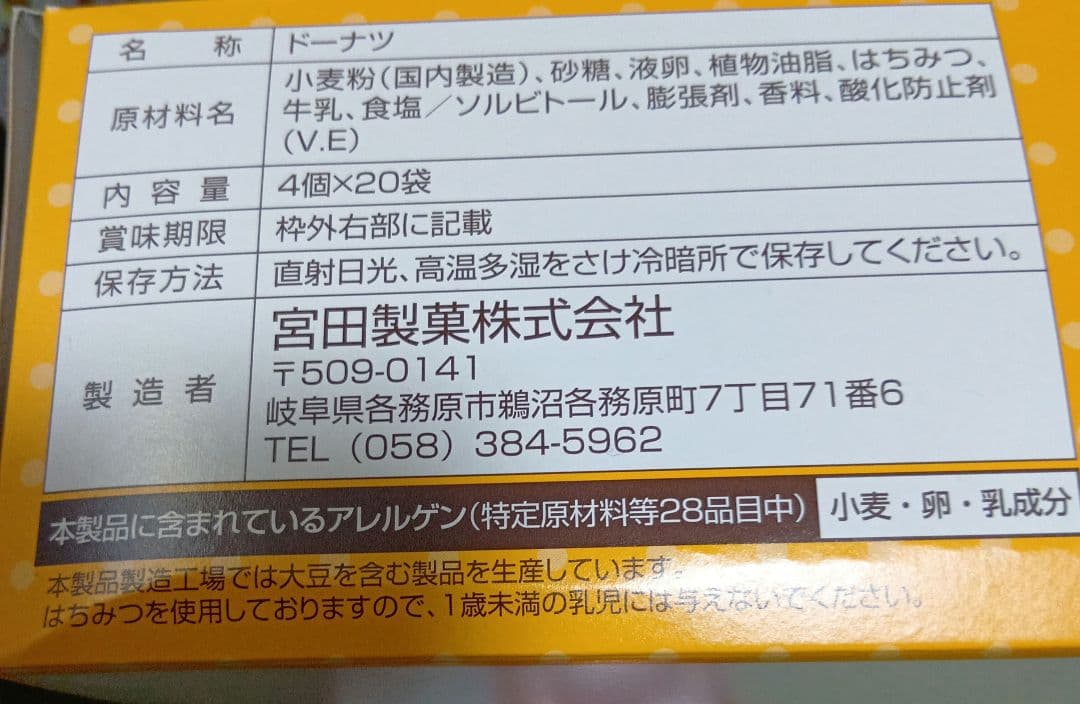 名称 ドーナツ
原材料名 小麦粉(国内製造)、砂糖、液卵、植物油脂、はちみつ、
牛乳、食塩／ソルビトール、膨張剤、香料、酸化防止剤
(V.E)
内容量 4個×20袋
賞味期限 枠外右部に記載
保存方法 直射日光、高温多湿をさけ冷暗所で保存してください。
製造者 宮田製菓株式会社
〒509-0141
岐阜県各務原市鵜沼各務原町7丁目71番6
TEL (058) 384-5962
本製品に含まれているアレルゲン(特定原材料等28品目中) 小麦・卵・乳成分
本製品製造工場では大豆を含む製品を生産しています。
はちみつを使用しておりますので、1歳未満の乳児には与えないでください。